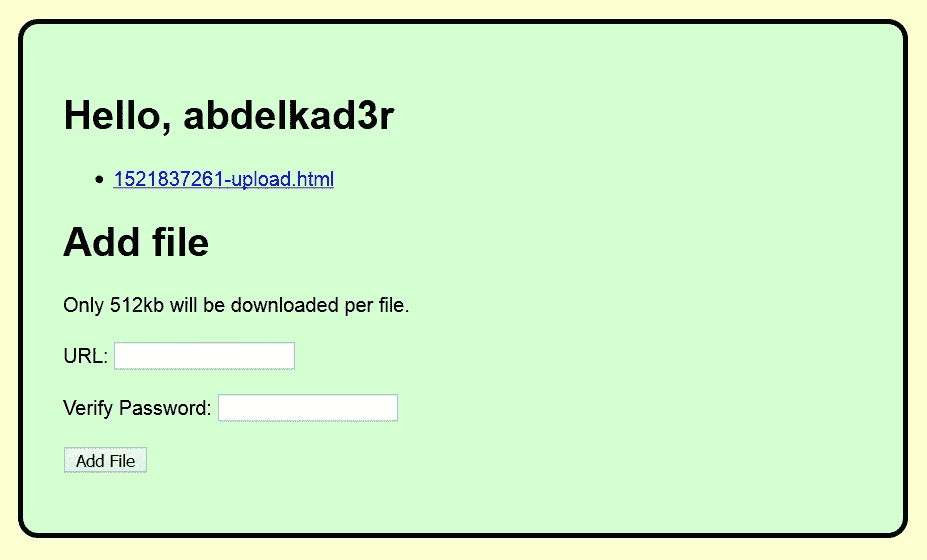 Hello, abdelkad3r
1521837261-upload.html
Add file
Only 512kb will be downloaded per file.
URL:
Verify Password:
Add File